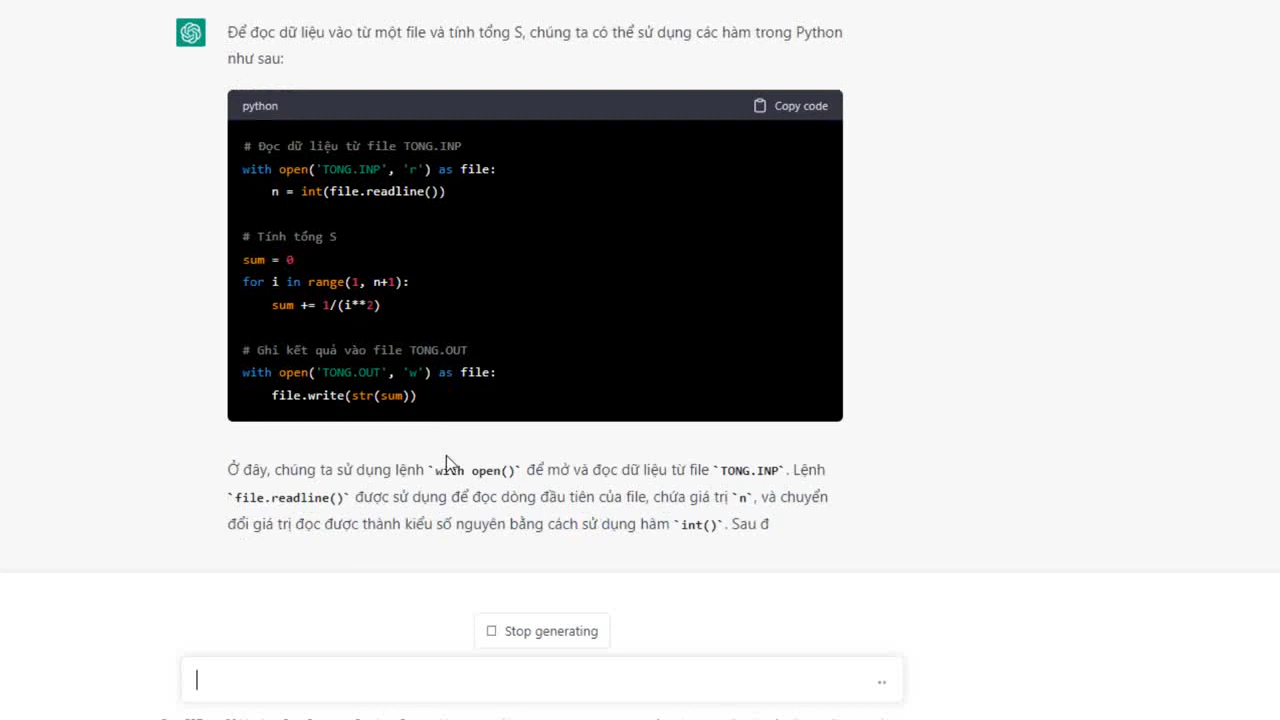 Để đọc dữ liệu vào từ một file và tính tổng S, chúng ta có thể sử dụng các hàm trong Python
như sau:
python
Copy code
# Đọc dữ liệu từ file TONG.INP
with open('TONG.INP', 'r') as file:
    n = int(file.readline())
# Tính tổng S
sum = 0
for i in range(1, n+1):
    sum += 1/(i**2)
# Ghi kết quả vào file TONG.OUT
with open('TONG.OUT', 'w') as file:
    file.write(str(sum))
Ở đây, chúng ta sử dụng lệnh `with open()` để mở và đọc dữ liệu từ file `TONG.INP`. Lệnh
`file.readline()` được sử dụng để đọc dòng đầu tiên của file, chứa giá trị `n`, và chuyển
đổi giá trị đọc được thành kiểu số nguyên bằng cách sử dụng hàm `int()`. Sau đ
Stop generating